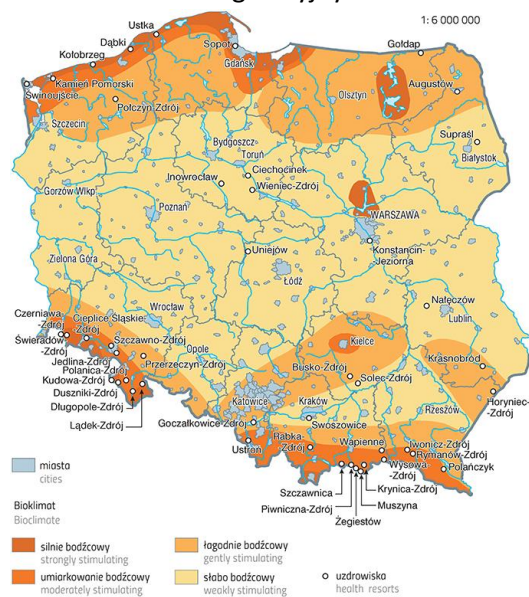 1:6 000 000
Ustka
Dąbki
Kołobrzeg
Sopot
Gdańsk
Gołdap
Kamień Pomorski
Świnoujście
Połczyn-Zdrój
Szczecin
Olsztyn
Augustów
Supraśl
Białystok
Bydgoszcz
Toruń
Ciechocinek
Inowrocław
Wieniec-Zdrój
Gorzów Wlkp.
Poznań
WARSZAWA
Konstancin-
Jeziorna
Uniejów
Zielona Góra
Łódź
Nałęczów
Lublin
Czerniawa-
-Zdrój
Cieplice Śląskie-
-Zdrój
Wrocław
Świeradów
-Zdrój
Szczawno-Zdrój
Jedlina-Zdrój
Opole
Kielce
Krasnobród
Polanica-Zdrój
Przerzeczyn-Zdrój
Busko-Zdrój
Kudowa-Zdrój
Solec-Zdrój
Duszniki-Zdrój
Długopole-Zdrój
Katowice
Kraków
Rzeszów
Horyniec-
-Zdrój
Lądek-Zdrój
Goczałkowice-Zdrój
Swoszowice
Ustroń
Rabka-
Zdrój
Wapienne
Iwonicz-Zdrój
Rymanów-Zdrój
Wysowa-
-Zdrój
Polańczyk
Szczawnica
Krynica-Zdrój
Piwniczna-Zdrój
Muszyna
Żegiestów
miasta
cities
Bioklimat
Bioclimate
silnie bodźcowy
strongly stimulating
łagodnie bodźcowy
gently stimulating
umiarkowanie bodźcowy
moderately stimulating
słabo bodźcowy
weakly stimulating
uzdrowiska
health resorts